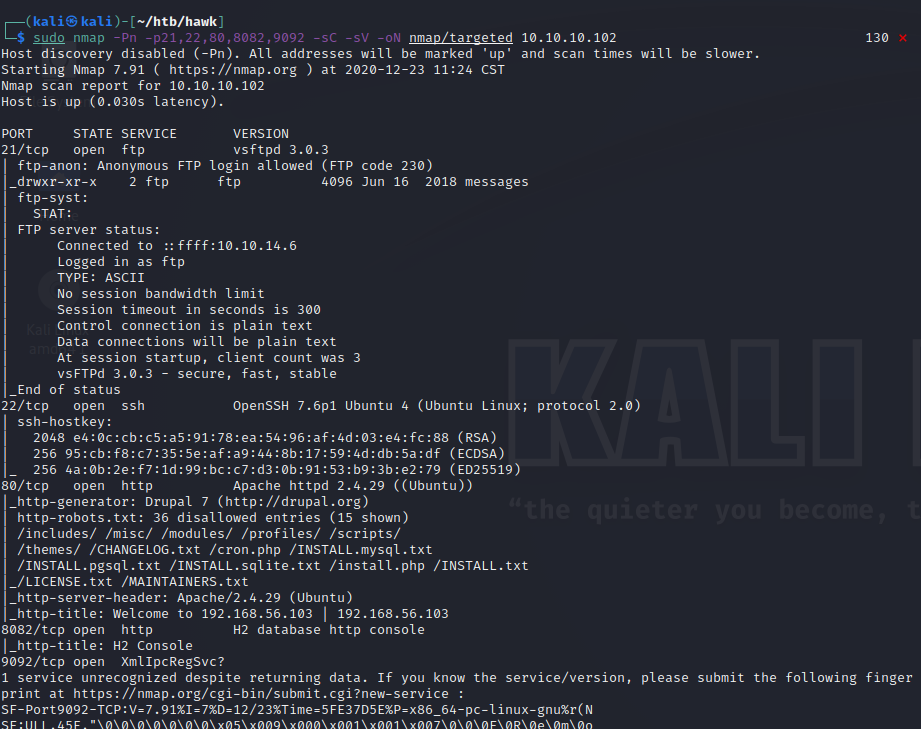 ┌──(kali㉿kali)-[~/htb/hawk]
└─$ sudo nmap -Pn -p21,22,80,8082,9092 -sC -sV -oN nmap/targeted 10.10.10.102 130 ⨯
Host discovery disabled (-Pn). All addresses will be marked 'up' and scan times will be slower.
Starting Nmap 7.91 ( https://nmap.org ) at 2020-12-23 11:24 CST
Nmap scan report for 10.10.10.102
Host is up (0.030s latency).

PORT     STATE SERVICE       VERSION
21/tcp   open  ftp           vsftpd 3.0.3
| ftp-anon: Anonymous FTP login allowed (FTP code 230)
|_drwxr-xr-x    2 ftp      ftp          4096 Jun 16  2018 messages
| ftp-syst:
|   STAT:
| FTP server status:
|      Connected to ::ffff:10.10.14.6
|      Logged in as ftp
|      TYPE: ASCII
|      No session bandwidth limit
|      Session timeout in seconds is 300
|      Control connection is plain text
|      Data connections will be plain text
|      At session startup, client count was 3
|      vsFTPd 3.0.3 - secure, fast, stable
|_End of status
22/tcp   open  ssh           OpenSSH 7.6p1 Ubuntu 4 (Ubuntu Linux; protocol 2.0)
| ssh-hostkey:
|   2048 e4:0c:cb:c5:a5:91:78:ea:54:96:af:4d:03:e4:fc:88 (RSA)
|   256 95:cb:f8:c7:35:5e:af:a9:44:8b:17:59:4d:db:5a:df (ECDSA)
|_  256 4a:0b:2e:f7:1d:99:bc:c7:d3:0b:91:53:b9:3b:e2:79 (ED25519)
80/tcp   open  http          Apache httpd 2.4.29 ((Ubuntu))
|_http-generator: Drupal 7 (http://drupal.org)
| http-robots.txt: 36 disallowed entries (15 shown)
| /includes/ /misc/ /modules/ /profiles/ /scripts/
| /themes/ /CHANGELOG.txt /cron.php /INSTALL.mysql.txt
| /INSTALL.pgsql.txt /INSTALL.sqlite.txt /install.php /INSTALL.txt
|_/LICENSE.txt /MAINTAINERS.txt
|_http-server-header: Apache/2.4.29 (Ubuntu)
|_http-title: Welcome to 192.168.56.103 | 192.168.56.103
8082/tcp open  http          H2 database http console
|_http-title: H2 Console
9092/tcp open  XmlIpcRegSvc?
1 service unrecognized despite returning data. If you know the service/version, please submit the following finger
print at https://nmap.org/cgi-bin/submit.cgi?new-service :
SF-Port9092-TCP:V=7.91%I=7%D=12/23%Time=5FE37D5E%P=x86_64-pc-linux-gnu%r(N
SF:ULL,45E,"\0\0\0\0\0\0\0\x05\x009\x000\x001\x001\x007\0\0\0F\0R\0e\0m\0o
KALI
"the quieter you become, t